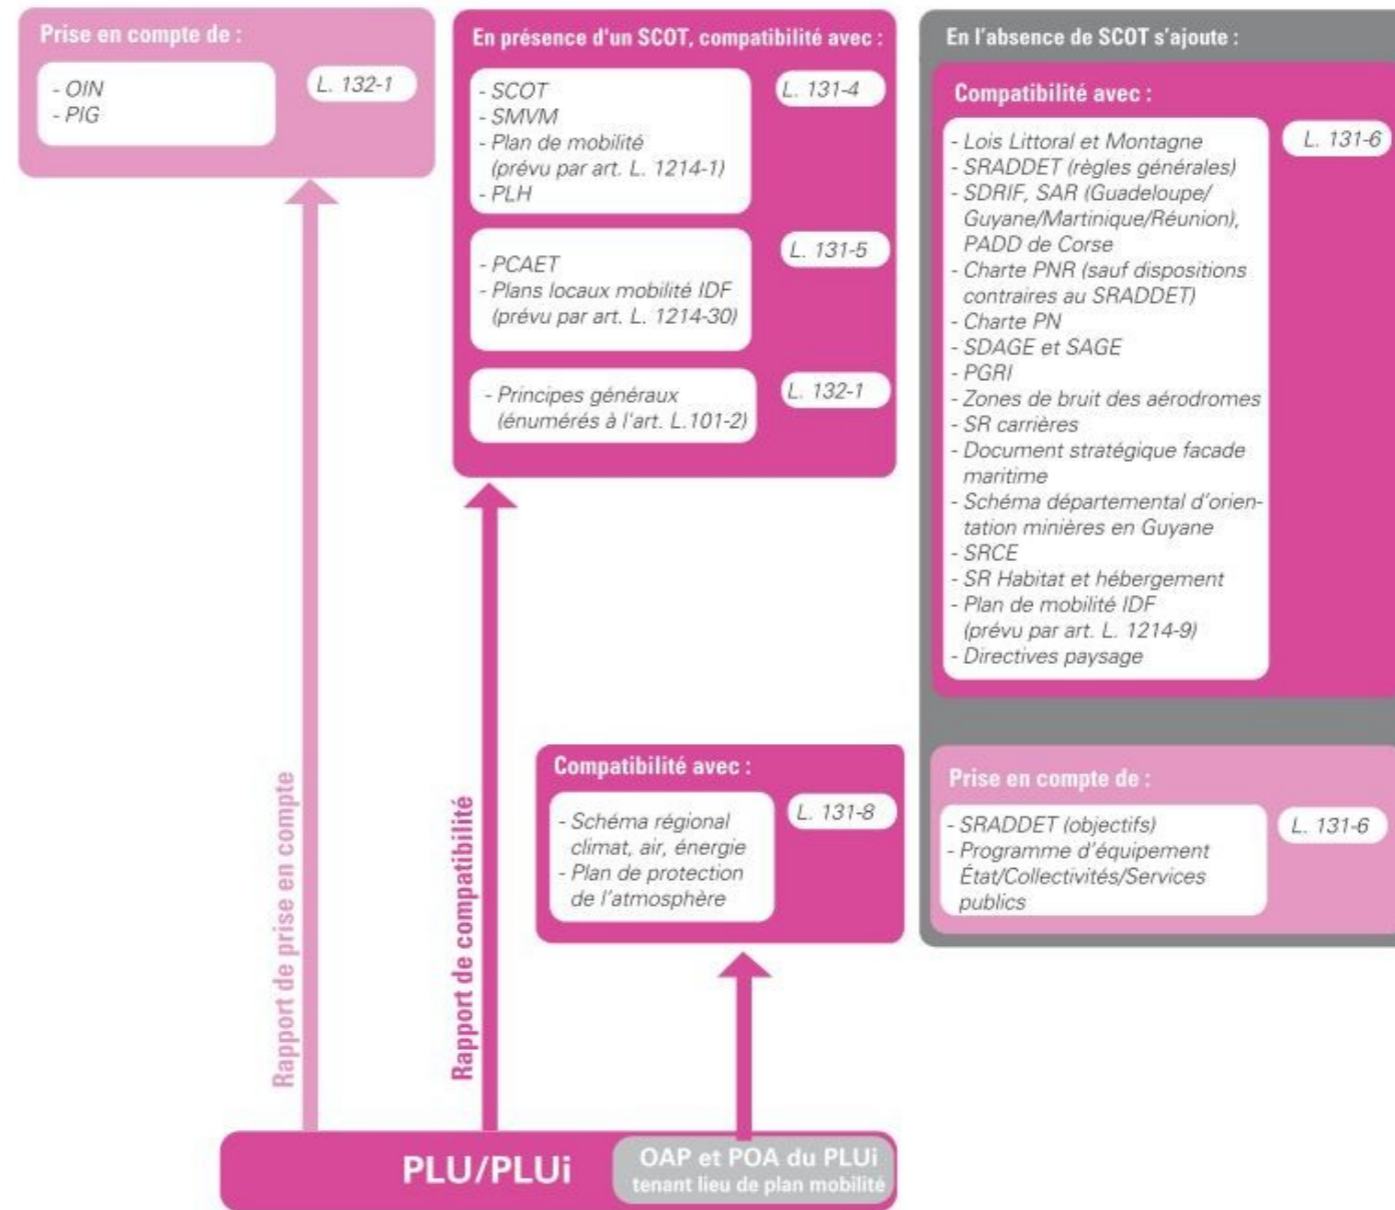 Prise en compte de :
- OIN
- PIG
L. 132-1
En présence d'un SCOT, compatibilité avec :
- SCOT
- SMVM
- Plan de mobilité
(prévu par art. L. 1214-1)
- PLH
L. 131-4
- PCAET
- Plans locaux mobilité IDF
(prévu par art. L. 1214-30)
L. 131-5
- Principes généraux
(énumérés à l'art. L.101-2)
L. 132-1
En l'absence de SCOT s'ajoute :
Compatibilité avec :
- Lois Littoral et Montagne
- SRADDET (règles générales)
- SDRIF, SAR (Guadeloupe/
Guyane/Martinique/Réunion),
PADD de Corse
- Charte PNR (sauf dispositions
contraires au SRADDET)
- Charte PN
- SDAGE et SAGE
- PGRI
- Zones de bruit des aérodromes
- SR carrières
- Document stratégique facade
maritime
- Schéma départemental d'orien-
tation minières en Guyane
- SRCE
- SR Habitat et hébergement
- Plan de mobilité IDF
(prévu par art. L. 1214-9)
- Directives paysage
L. 131-6
Prise en compte de :
- SRADDET (objectifs)
- Programme d'équipement
État/Collectivités/Services
publics
L. 131-6
Compatibilité avec :
- Schéma régional
climat, air, énergie
- Plan de protection
de l'atmosphère
L. 131-8
Rapport de prise en compte
Rapport de compatibilité
PLU/PLUi
OAP et POA du PLUi
tenant lieu de plan mobilité